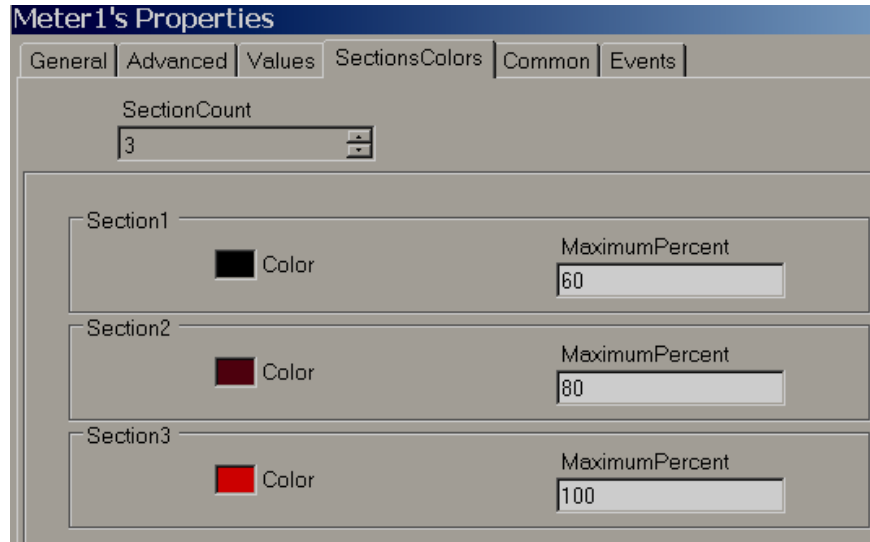 Meter1's Properties
General Advanced Values SectionsColors Common Events
SectionCount
3
Section1
Color
MaximumPercent
60
Section2
Color
MaximumPercent
80
Section3
Color
MaximumPercent
100